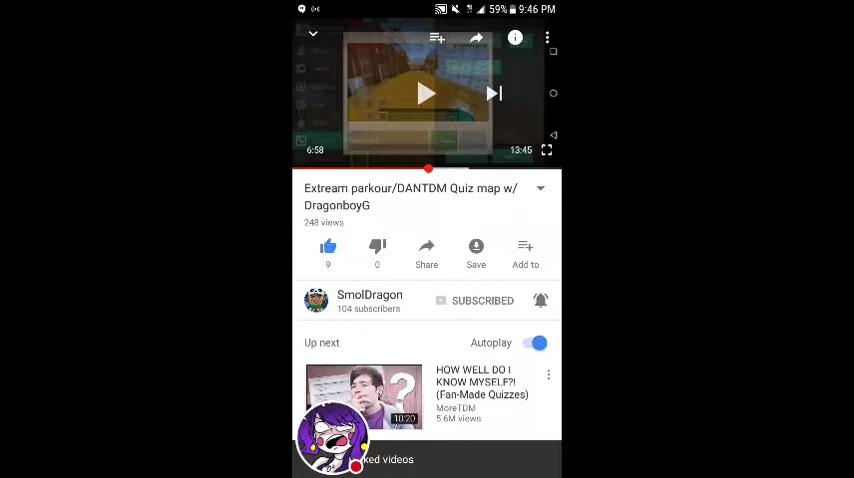 59% 9:46 PM
6:58
13:45
Extream parkour/DANTDM Quiz map w/
DragonboyG
248 views
9
0
Share
Save
Add to
SmolDragon
SUBSCRIBED
104 subscribers
Up next
Autoplay
HOW WELL DO I
KNOW MYSELF?!
(Fan-Made Quizzes)
MoreTDM
5.6M views
10:20
ked videos